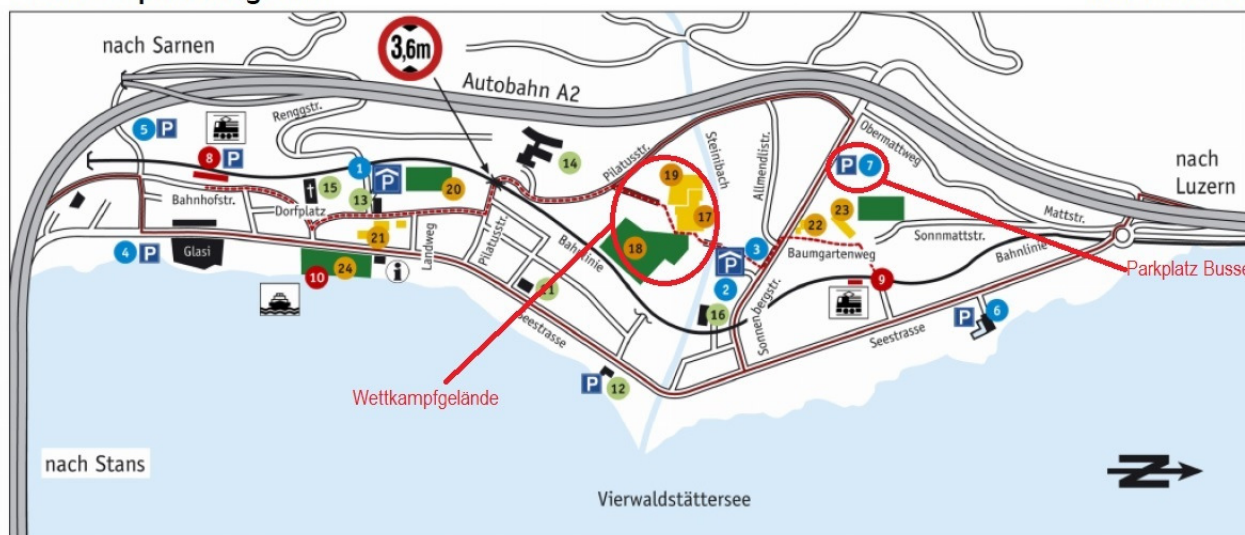 nach Sarnen
3,6m
Autobahn A2
Renggstr.
Obermattweg
5 P
8 P
1 P
14
Pilatusstr.
Steinibach
Allmendlistr.
P 7
nach
Luzern
15
13
20
19
17
23
Bahnhofstr.
Dorfplatz
Landweg
Pilatusstr.
Bahnlinie
18
3
22
Sonnmattstr.
Mattstr.
Baumgartenweg
Bahnlinie
4 P
Glasi
21
10
24
i
11
P
2
16
Sonnenbergstr.
9
Parkplatz Busse
P 6
Seestrasse
Seestrasse
Wettkampfgelände
P 12
nach Stans
Vierwaldstättersee
N